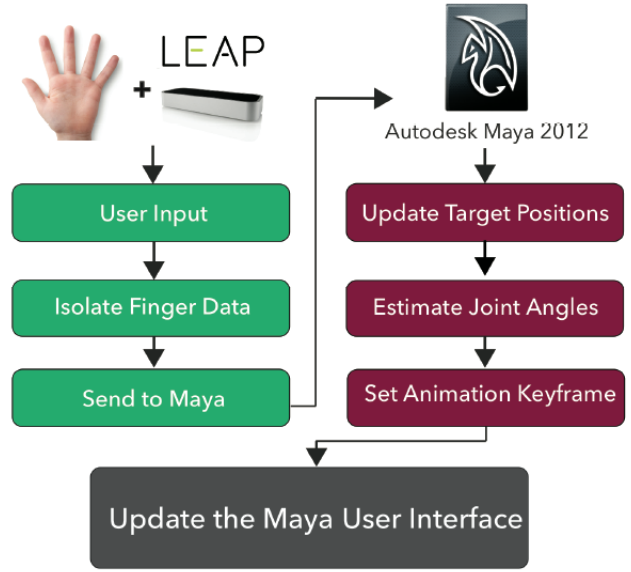 LEAP
+
Autodesk Maya 2012
User Input
Update Target Positions
Isolate Finger Data
Estimate Joint Angles
Send to Maya
Set Animation Keyframe
Update the Maya User Interface